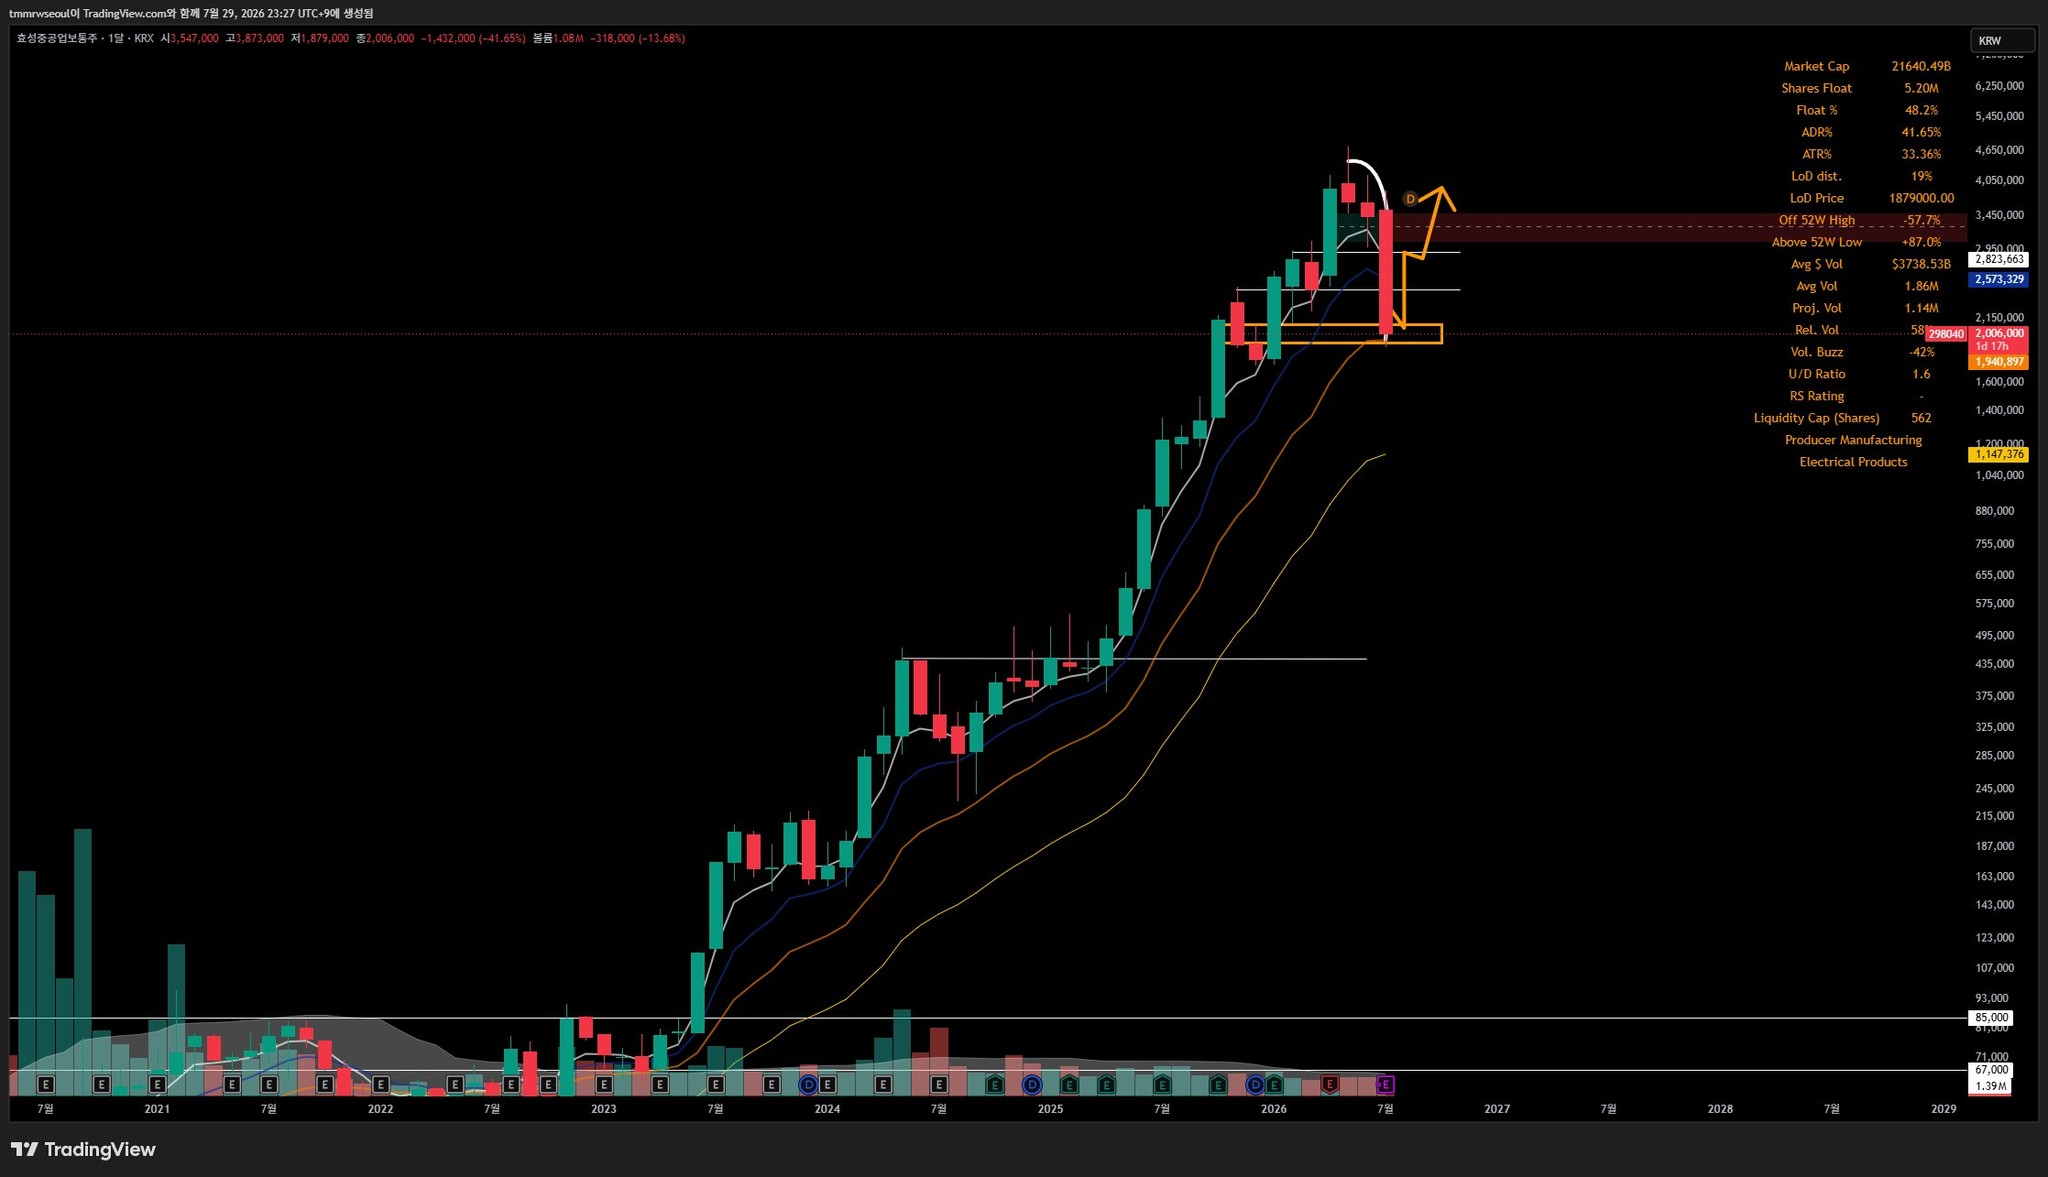 tmmrwseoul이 TradingView.com와 함께 7월 29, 2026 23:27 UTC+9에 생성됨
효성중공업보통주 · 1달 · KRX 시3,547,000 고3,873,000 저1,879,000 종2,006,000 −1,432,000 (−41.65%) 볼륨1.08M −318,000 (−13.68%)
KRW
Market Cap 21640.49B
Shares Float 5.20M
Float % 48.2%
ADR% 41.65%
ATR% 33.36%
LoD dist. 19%
LoD Price 1879000.00
Off 52W High -57.7%
Above 52W Low +87.0%
Avg $ Vol $3738.53B
Avg Vol 1.86M
Proj. Vol 1.14M
Rel. Vol 58
Vol. Buzz -42%
U/D Ratio 1.6
RS Rating -
Liquidity Cap (Shares) 562
Producer Manufacturing
Electrical Products
6,250,000
5,450,000
4,650,000
4,050,000
3,450,000
2,950,000
2,823,663
2,573,329
2,150,000
298040 2,006,000
1d 17h
1,940,897
1,600,000
1,400,000
1,200,000
1,147,376
1,040,000
880,000
755,000
655,000
575,000
495,000
435,000
375,000
325,000
285,000
245,000
215,000
187,000
163,000
143,000
123,000
107,000
93,000
85,000
81,000
71,000
67,000
1.39M
D
E E E E E E E E E E E E E E D E E E E D E E E E D E E E
7월 2021 7월 2022 7월 2023 7월 2024 7월 2025 7월 2026 7월 2027 7월 2028 7월 2029
TradingView